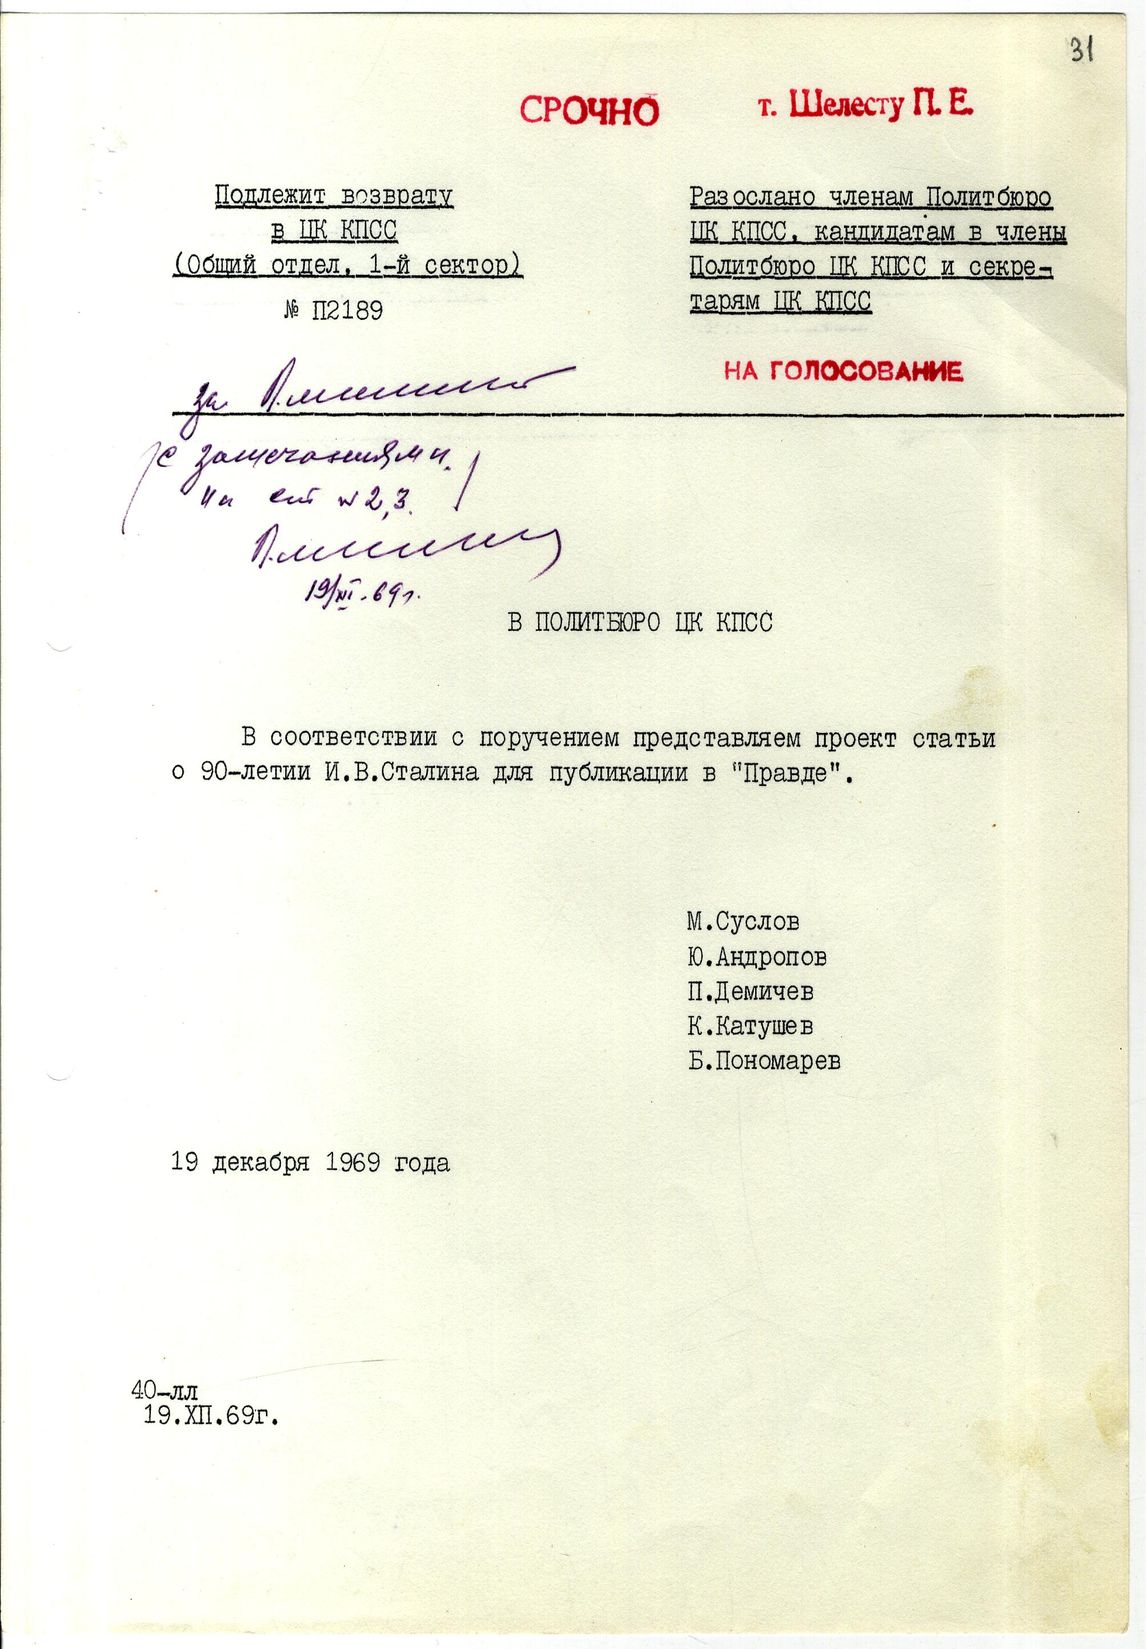 31
СРОЧНО
т. Шелесту П. Е.
Подлежит возврату
в ЦК КПСС
(Общий отдел, 1-й сектор)
№ П2189
Разослано членам Политбюро
ЦК КПСС, кандидатам в члены
Политбюро ЦК КПСС и секре-
тарям ЦК КПСС
НА ГОЛОСОВАНИЕ
за
(с замечаниями
на стр № 2,3.)
19/XII.69г.
В ПОЛИТБЮРО ЦК КПСС
В соответствии с поручением представляем проект статьи
о 90-летии И.В.Сталина для публикации в "Правде".
М.Суслов
Ю.Андропов
П.Демичев
К.Катушев
Б.Пономарев
19 декабря 1969 года
40-лл
19.ХП.69г.